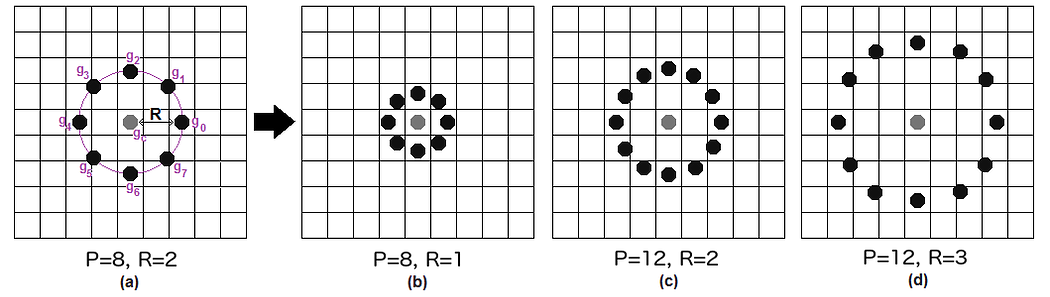 g2
g3 g1
R
g4 g0
gc
g5 g7
g6
P=8, R=2 P=8, R=1 P=12, R=2 P=12, R=3
(a) (b) (c) (d)